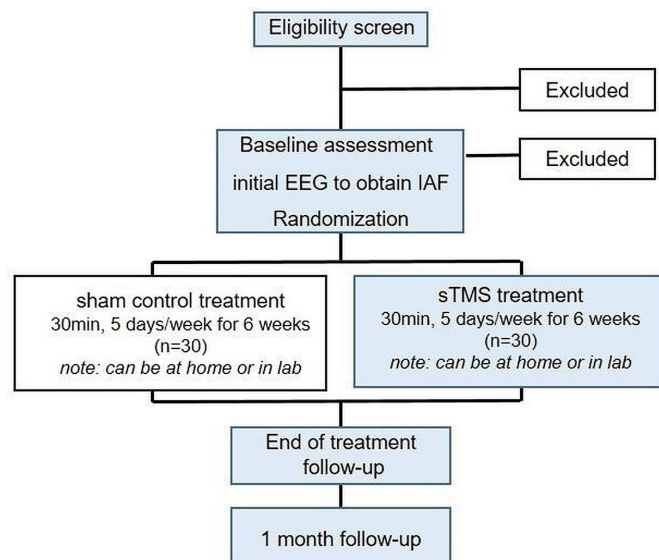 Eligibility screen
Excluded
Baseline assessment
initial EEG to obtain IAF
Randomization
Excluded
sham control treatment
30min, 5 days/week for 6 weeks
(n=30)
note: can be at home or in lab
sTMS treatment
30min, 5 days/week for 6 weeks
(n=30)
note: can be at home or in lab
End of treatment
follow-up
1 month follow-up